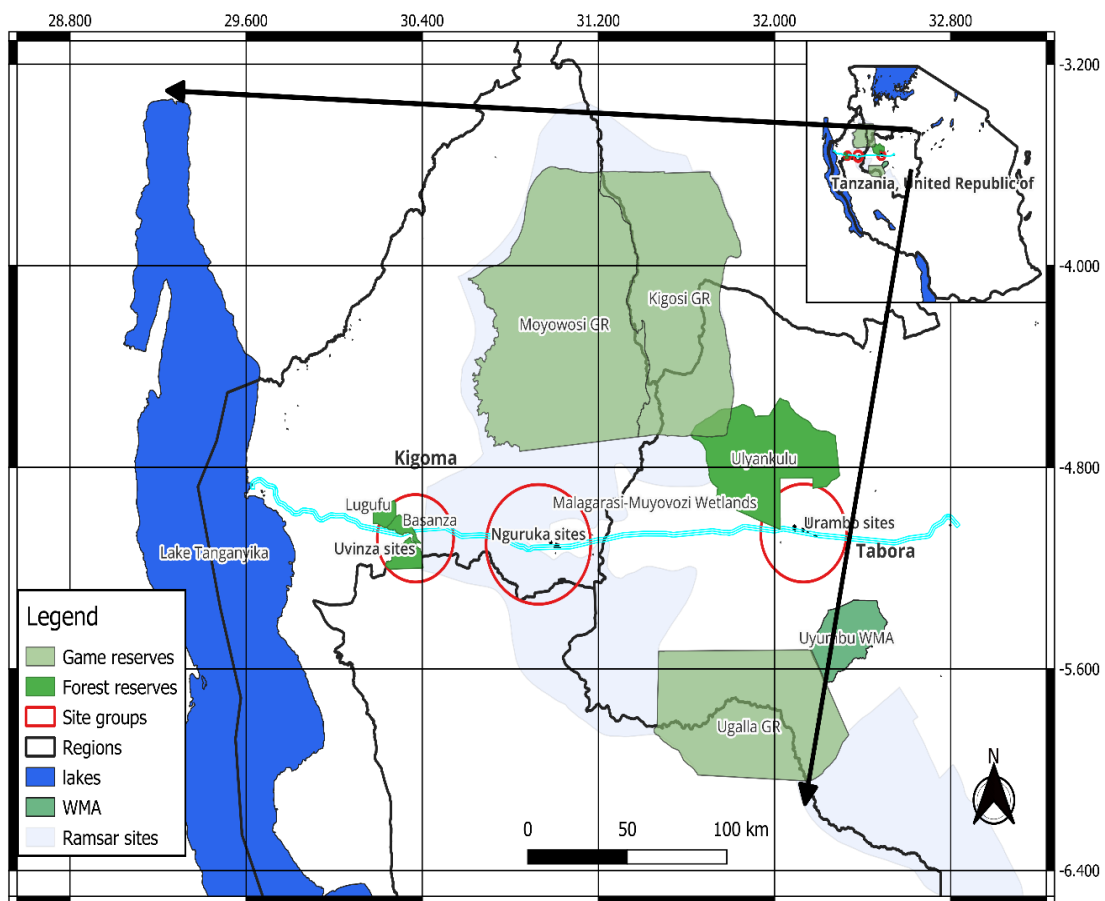 28.800 29.600 30.400 31.200 32.000 32.800
-3.200
Tanzania, United Republic of
-4.000
Kigosi GR
Moyowosi GR
Kigoma
Ulyankulu
-4.800
Lugufu
Malagarasi-Muyovozi Wetlands
Basanza
Urambo sites
Nguruka sites
Uvinza sites
Lake Tanganyika
Tabora
Legend
Game reserves
Forest reserves
Site groups
Regions
lakes
WMA
Ramsar sites
Uyumbu WMA
-5.600
Ugalla GR
N
0 50 100 km
-6.400